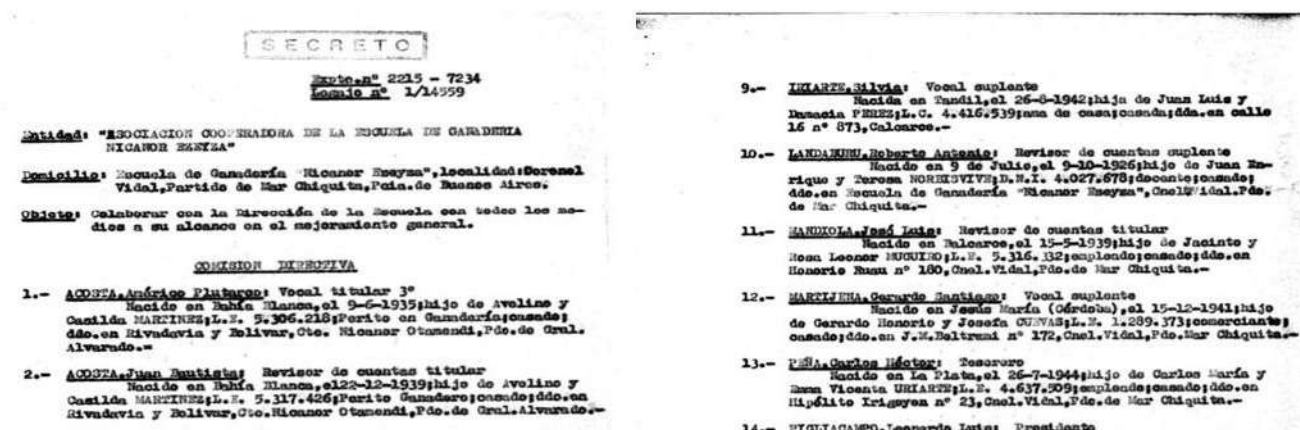 SECRETO
Expte.nº 2215 - 7234
Legajo nº 1/14559
Entidad: "ASOCIACION COOPERADORA DE LA ESCUELA DE GANADERIA
NICANOR EZEYZA"
Domicilio: Escuela de Ganadería "Nicanor Ezeyza",localidad:Coronel
Vidal,Partido de Mar Chiquita,Pcia.de Buenos Aires.
Objeto: Colaborar con la Dirección de la Escuela con todos los me-
dios a su alcance en el mejoramiento general.
COMISION DIRECTIVA
1.- ACOSTA,Américo Plutarco: Vocal titular 3º
Nacido en Bahía Blanca,el 9-6-1935;hijo de Avelino y
Casilda MARTINEZ;L.E. 5.306.218;Perito en Ganadería;casado;
ddo.en Rivadavia y Bolivar,Cte. Nicanor Otamendi,Pdo.de Gral.
Alvarado.-
2.- ACOSTA,Juan Bautista: Revisor de cuentas titular
Nacido en Bahía Blanca,el22-12-1939;hijo de Avelino y
Casilda MARTINEZ;L.E. 5.317.426;Perito Ganadero;casado;ddo.en
Rivadavia y Bolivar,Cte.Nicanor Otamendi,Pdo.de Gral.Alvarado.-
9.- IRIARTE,Silvia: Vocal suplente
Nacida en Tandil,el 26-8-1942;hija de Juan Luis y
Damacia PEREZ;L.C. 4.416.539;ama de casa;casada;dda.en calle
16 nº 873,Balcarce.-
10.- LANDABURU,Roberto Antonio: Revisor de cuentas suplente
Nacido en 9 de Julio,el 9-10-1926;hijo de Juan En-
rique y Teresa D.N.I. 4.027.678;docente;casado;
ddo.en Escuela de Ganadería "Nicanor Ezeyza",Cnel.Vidal.Pdo.
de Mar Chiquita.-
11.- MANDIOLA,José Luis: Revisor de cuentas titular
Nacido en Balcarce,el 15-5-1939;hijo de Jacinto y
Rosa Leonor MUGUIRO;L.E. 5.316.332;empleado;casado;ddo.en
Honorio nº 180,Cnel.Vidal,Pdo.de Mar Chiquita.-
12.- MARTIJENA,Gerardo Santiago: Vocal suplente
Nacido en Jesús María (Córdoba),el 15-12-1941;hijo
de Gerardo Honorio y Josefa CUEVAS;L.E. 1.289.373;comerciante;
casado;ddo.en J.M.Beltrami nº 172,Cnel.Vidal,Pdo.Mar Chiquita.-
13.- PEÑA,Carlos Héctor: Tesorero
Nacido en La Plata,el 26-7-1944;hijo de Carlos María y
Emma Vicenta URIARTE;L.E. 4.637.509;empleado;casado;ddo.en
Hipólito Irigoyen nº 23,Cnel.Vidal,Pdo.de Mar Chiquita.-
14.- PIGLIACAMPO,Leonardo Luis: Presidente